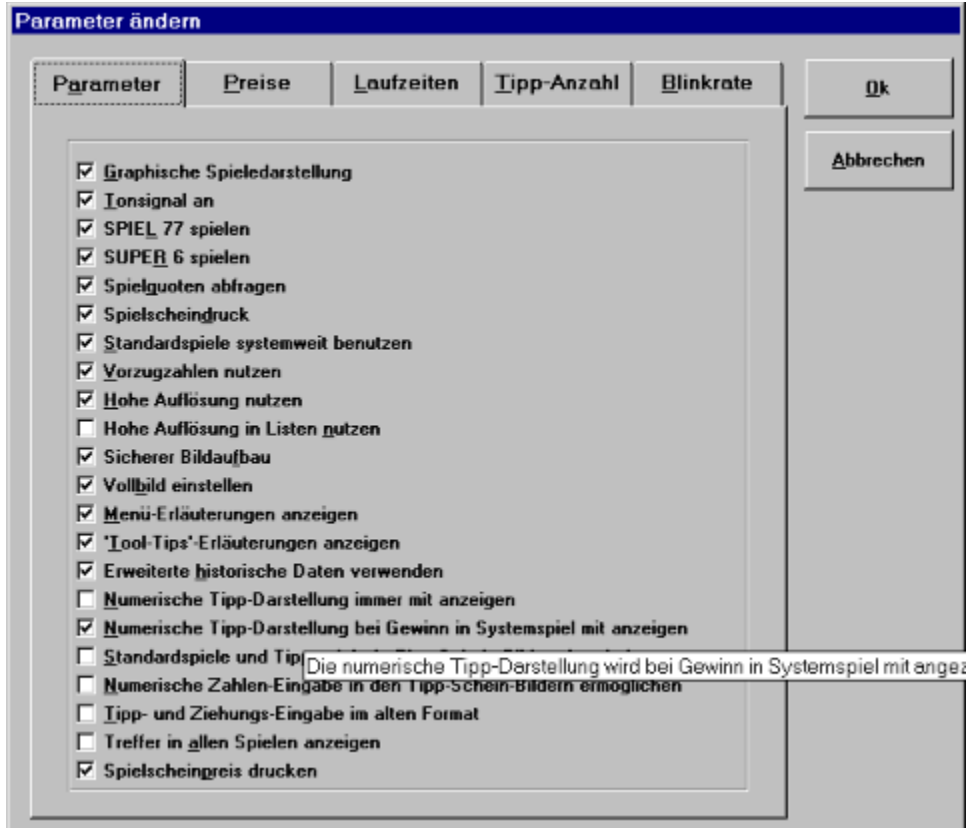 Parameter ändern
Parameter Preise Laufzeiten Tipp-Anzahl Blinkrate
Ok
Abbrechen
Graphische Spieledarstellung
Tonsignal an
SPIEL 77 spielen
SUPER 6 spielen
Spielquoten abfragen
Spielscheindruck
Standardspiele systemweit benutzen
Vorzugzahlen nutzen
Hohe Auflösung nutzen
Hohe Auflösung in Listen nutzen
Sicherer Bildaufbau
Vollbild einstellen
Menü-Erläuterungen anzeigen
'Tool-Tips'-Erläuterungen anzeigen
Erweiterte historische Daten verwenden
Numerische Tipp-Darstellung immer mit anzeigen
Numerische Tipp-Darstellung bei Gewinn in Systemspiel mit anzeigen
Standardspiele und
Die numerische Tipp-Darstellung wird bei Gewinn in Systemspiel mit angez
Numerische Zahlen-Eingabe in den Tipp-Schein-Bildern ermöglichen
Tipp- und Ziehungs-Eingabe im alten Format
Treffer in allen Spielen anzeigen
Spielscheinpreis drucken